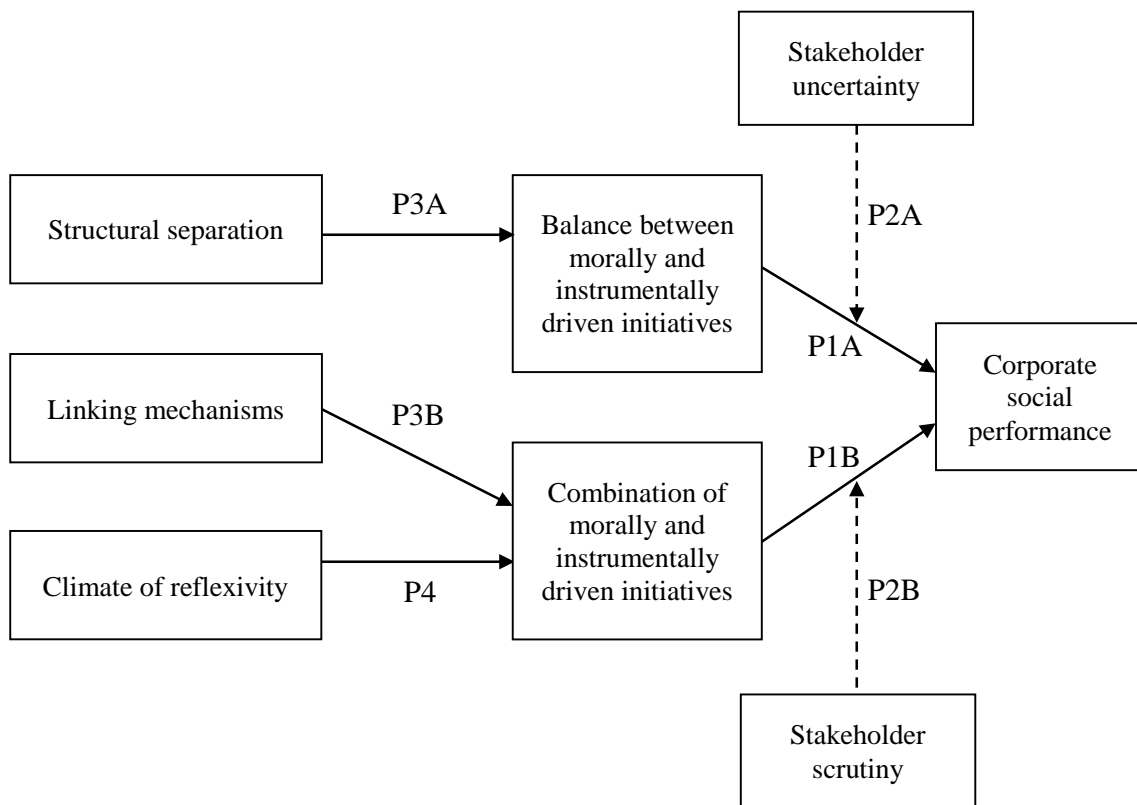 Stakeholder
uncertainty
P3A
P2A
Structural separation
Balance between
morally and
instrumentally
driven initiatives
P1A
Corporate
social
performance
Linking mechanisms
P3B
P1B
Combination of
morally and
instrumentally
driven initiatives
Climate of reflexivity
P4
P2B
Stakeholder
scrutiny